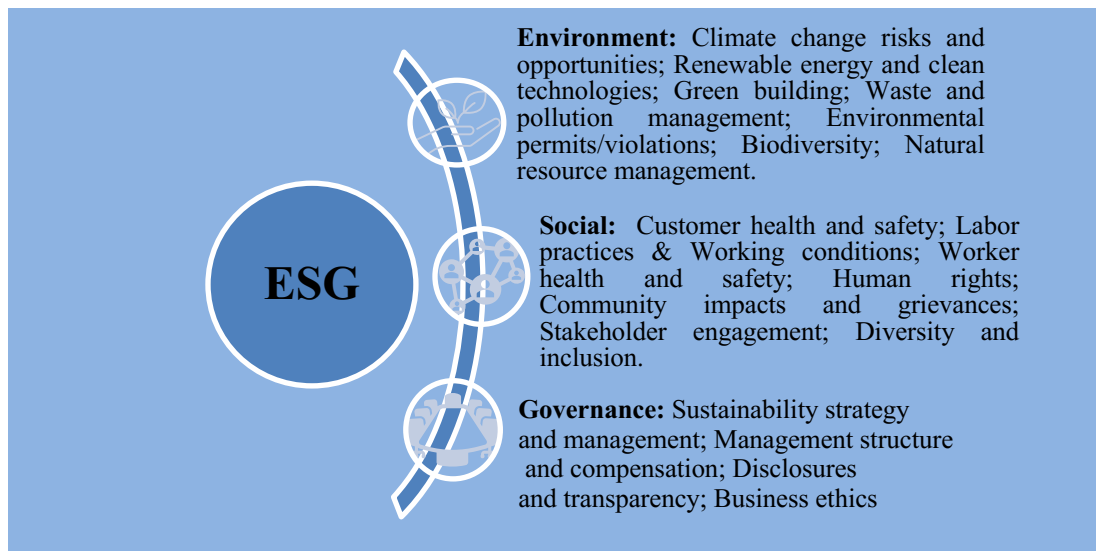 ESG
Environment: Climate change risks and
opportunities; Renewable energy and clean
technologies; Green building; Waste and
pollution management; Environmental
permits/violations; Biodiversity; Natural
resource management.
Social: Customer health and safety; Labor
practices & Working conditions; Worker
health and safety; Human rights;
Community impacts and grievances;
Stakeholder engagement; Diversity and
inclusion.
Governance: Sustainability strategy
and management; Management structure
and compensation; Disclosures
and transparency; Business ethics